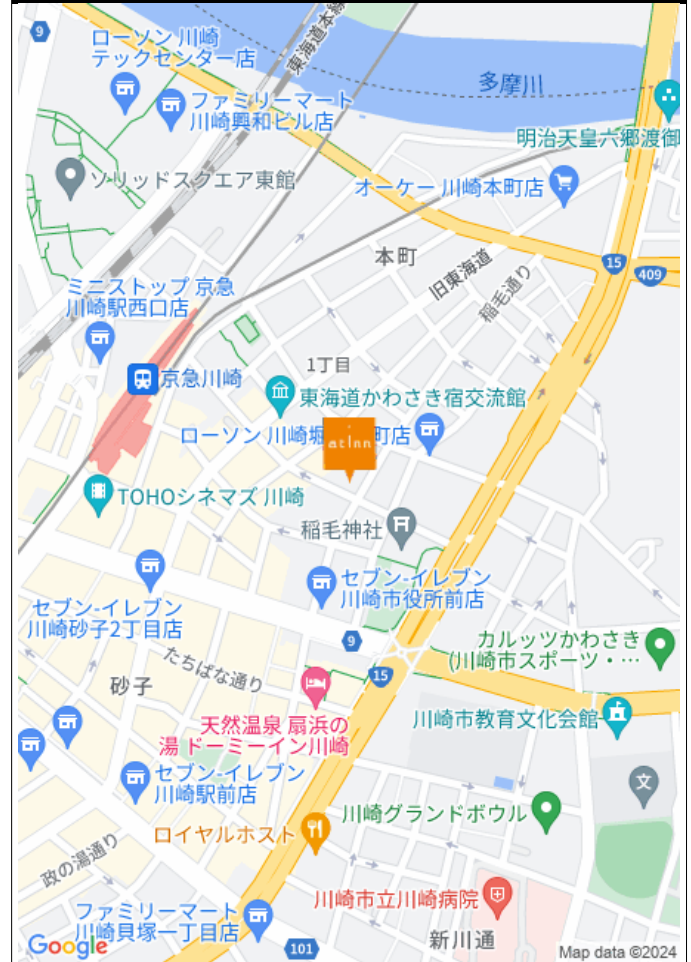 9
ローソン 川崎
テックセンター店
東海道本線
多摩川
ファミリーマート
川崎興和ビル店
明治天皇六郷渡御
ソリッドスクエア東館
オーケー 川崎本町店
本町
旧東海道
15
409
稲毛通り
ミニストップ 京急
川崎駅西口店
1丁目
京急川崎
東海道かわさき宿交流館
ローソン 川崎堀
町店
at inn
TOHOシネマズ 川崎
稲毛神社
セブン-イレブン
川崎市役所前店
セブン-イレブン
川崎砂子2丁目店
9
カルッツかわさき
(川崎市スポーツ・…
たちばな通り
15
砂子
天然温泉 扇浜の
湯 ドーミーイン川崎
川崎市教育文化会館
セブン-イレブン
川崎駅前店
文
川崎グランドボウル
ロイヤルホスト
政の湯通り
川崎市立川崎病院
ファミリーマート
川崎貝塚一丁目店
新川通
101
Google
Map data ©2024